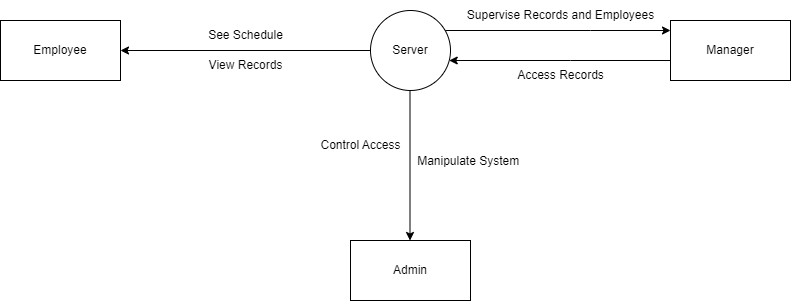 Supervise Records and Employees
See Schedule
Employee
Server
Manager
View Records
Access Records
Control Access
Manipulate System
Admin